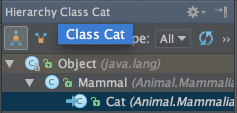 Hierarchy Class Cat
Class Cat
pe: All
Object (java.lang)
Mammal (Animal.Mammalia
Cat (Animal.Mammalia